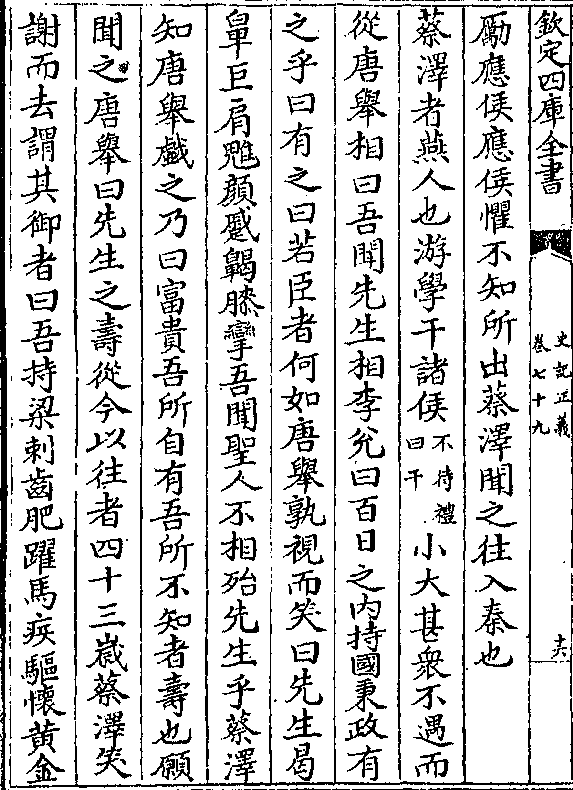 欽定四庫全書
史記正義
卷七十九
十六
勵應侯應侯懼不知所出蔡澤聞之往入秦也
蔡澤者燕人也游學干諸侯不待禮曰干小大甚衆不遇而
從唐舉相曰吾聞先生相李兊曰百日之内持國秉政有
之乎曰有之曰若臣者何如唐舉孰視而笑曰先生曷
鼻巨肩魋顔蹙齃膝攣吾聞聖人不相殆先生乎蔡澤
知唐舉戲之乃曰富貴吾所自有吾所不知者壽也願
聞之唐舉曰先生之壽從今以往者四十三嵗蔡澤笑
謝而去謂其御者曰吾持梁刺齒肥躍馬疾驅懷黄金